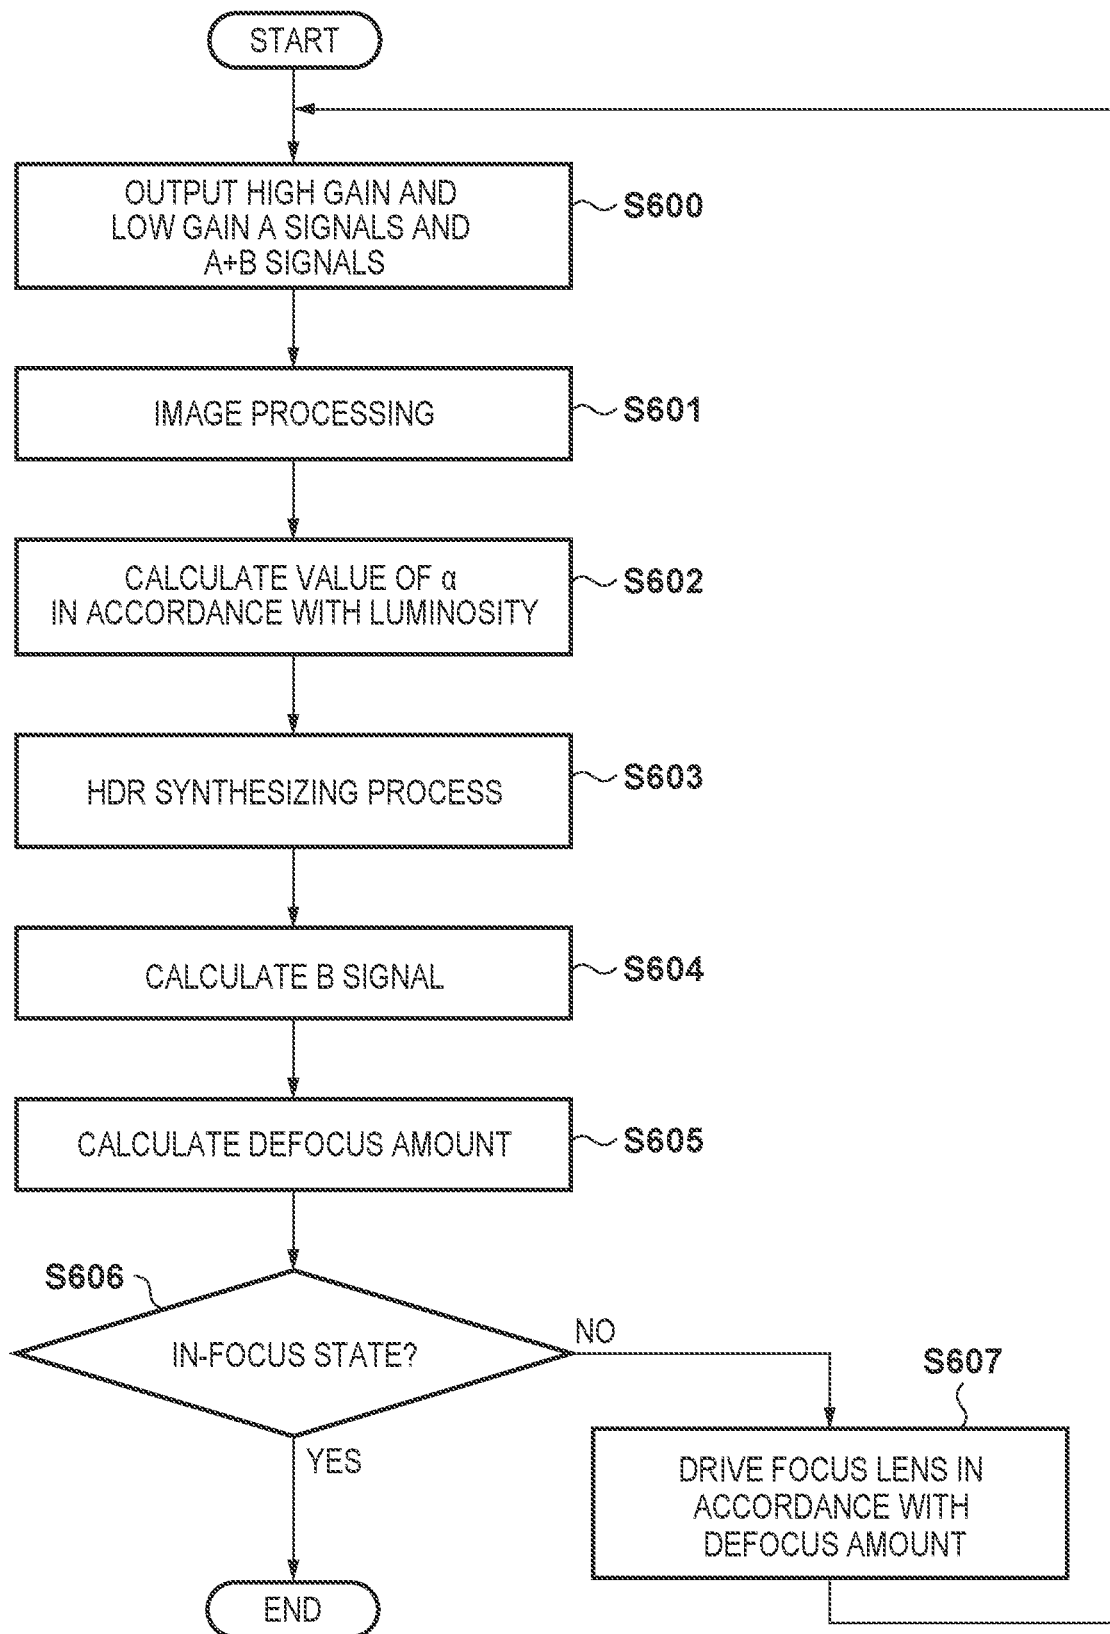 START
OUTPUT HIGH GAIN AND
LOW GAIN A SIGNALS AND
A+B SIGNALS
S600
IMAGE PROCESSING
S601
CALCULATE VALUE OF α
IN ACCORDANCE WITH LUMINOSITY
S602
HDR SYNTHESIZING PROCESS
S603
CALCULATE B SIGNAL
S604
CALCULATE DEFOCUS AMOUNT
S605
S606
IN-FOCUS STATE?
NO
YES
S607
DRIVE FOCUS LENS IN
ACCORDANCE WITH
DEFOCUS AMOUNT
END